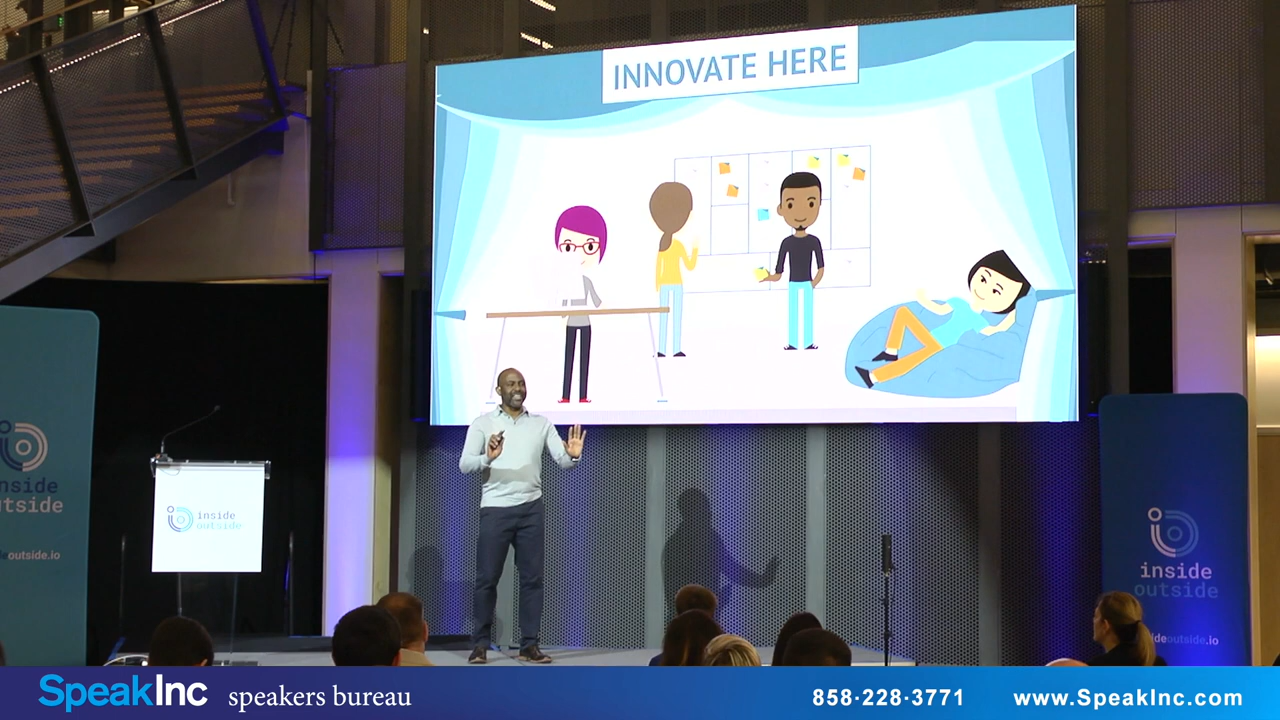 INNOVATE HERE
inside
outside
inside
outside
outside.io
inside
outside
outside.io
SpeakInc speakers bureau
858·228·3771
www.SpeakInc.com